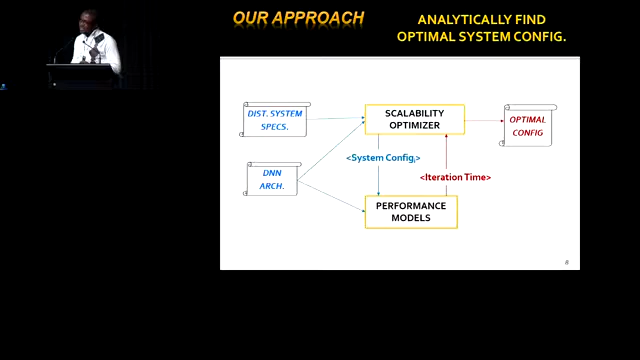 OUR APPROACH
ANALYTICALLY FIND
OPTIMAL SYSTEM CONFIG.
DIST. SYSTEM
SPECS.
SCALABILITY
OPTIMIZER
OPTIMAL
CONFIG
<System Config,>
<Iteration Time>
DNN
ARCH.
PERFORMANCE
MODELS
8